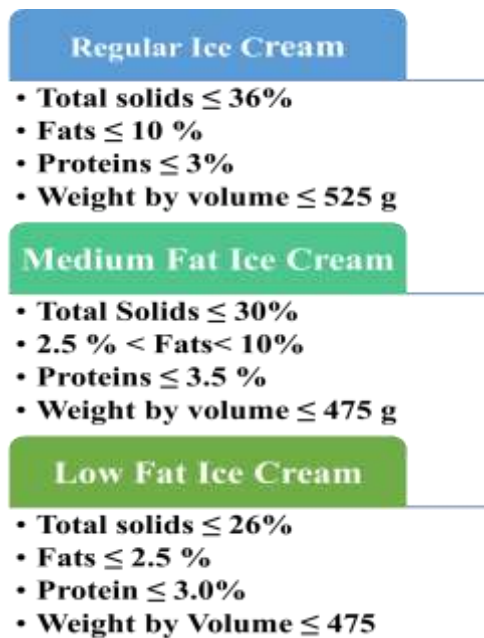 Regular Ice Cream
• Total solids ≤ 36%
• Fats ≤ 10 %
• Proteins ≤ 3%
• Weight by volume ≤ 525 g
Medium Fat Ice Cream
• Total Solids ≤ 30%
• 2.5 % < Fats< 10%
• Proteins ≤ 3.5 %
• Weight by volume ≤ 475 g
Low Fat Ice Cream
• Total solids ≤ 26%
• Fats ≤ 2.5 %
• Protein ≤ 3.0%
• Weight by Volume ≤ 475